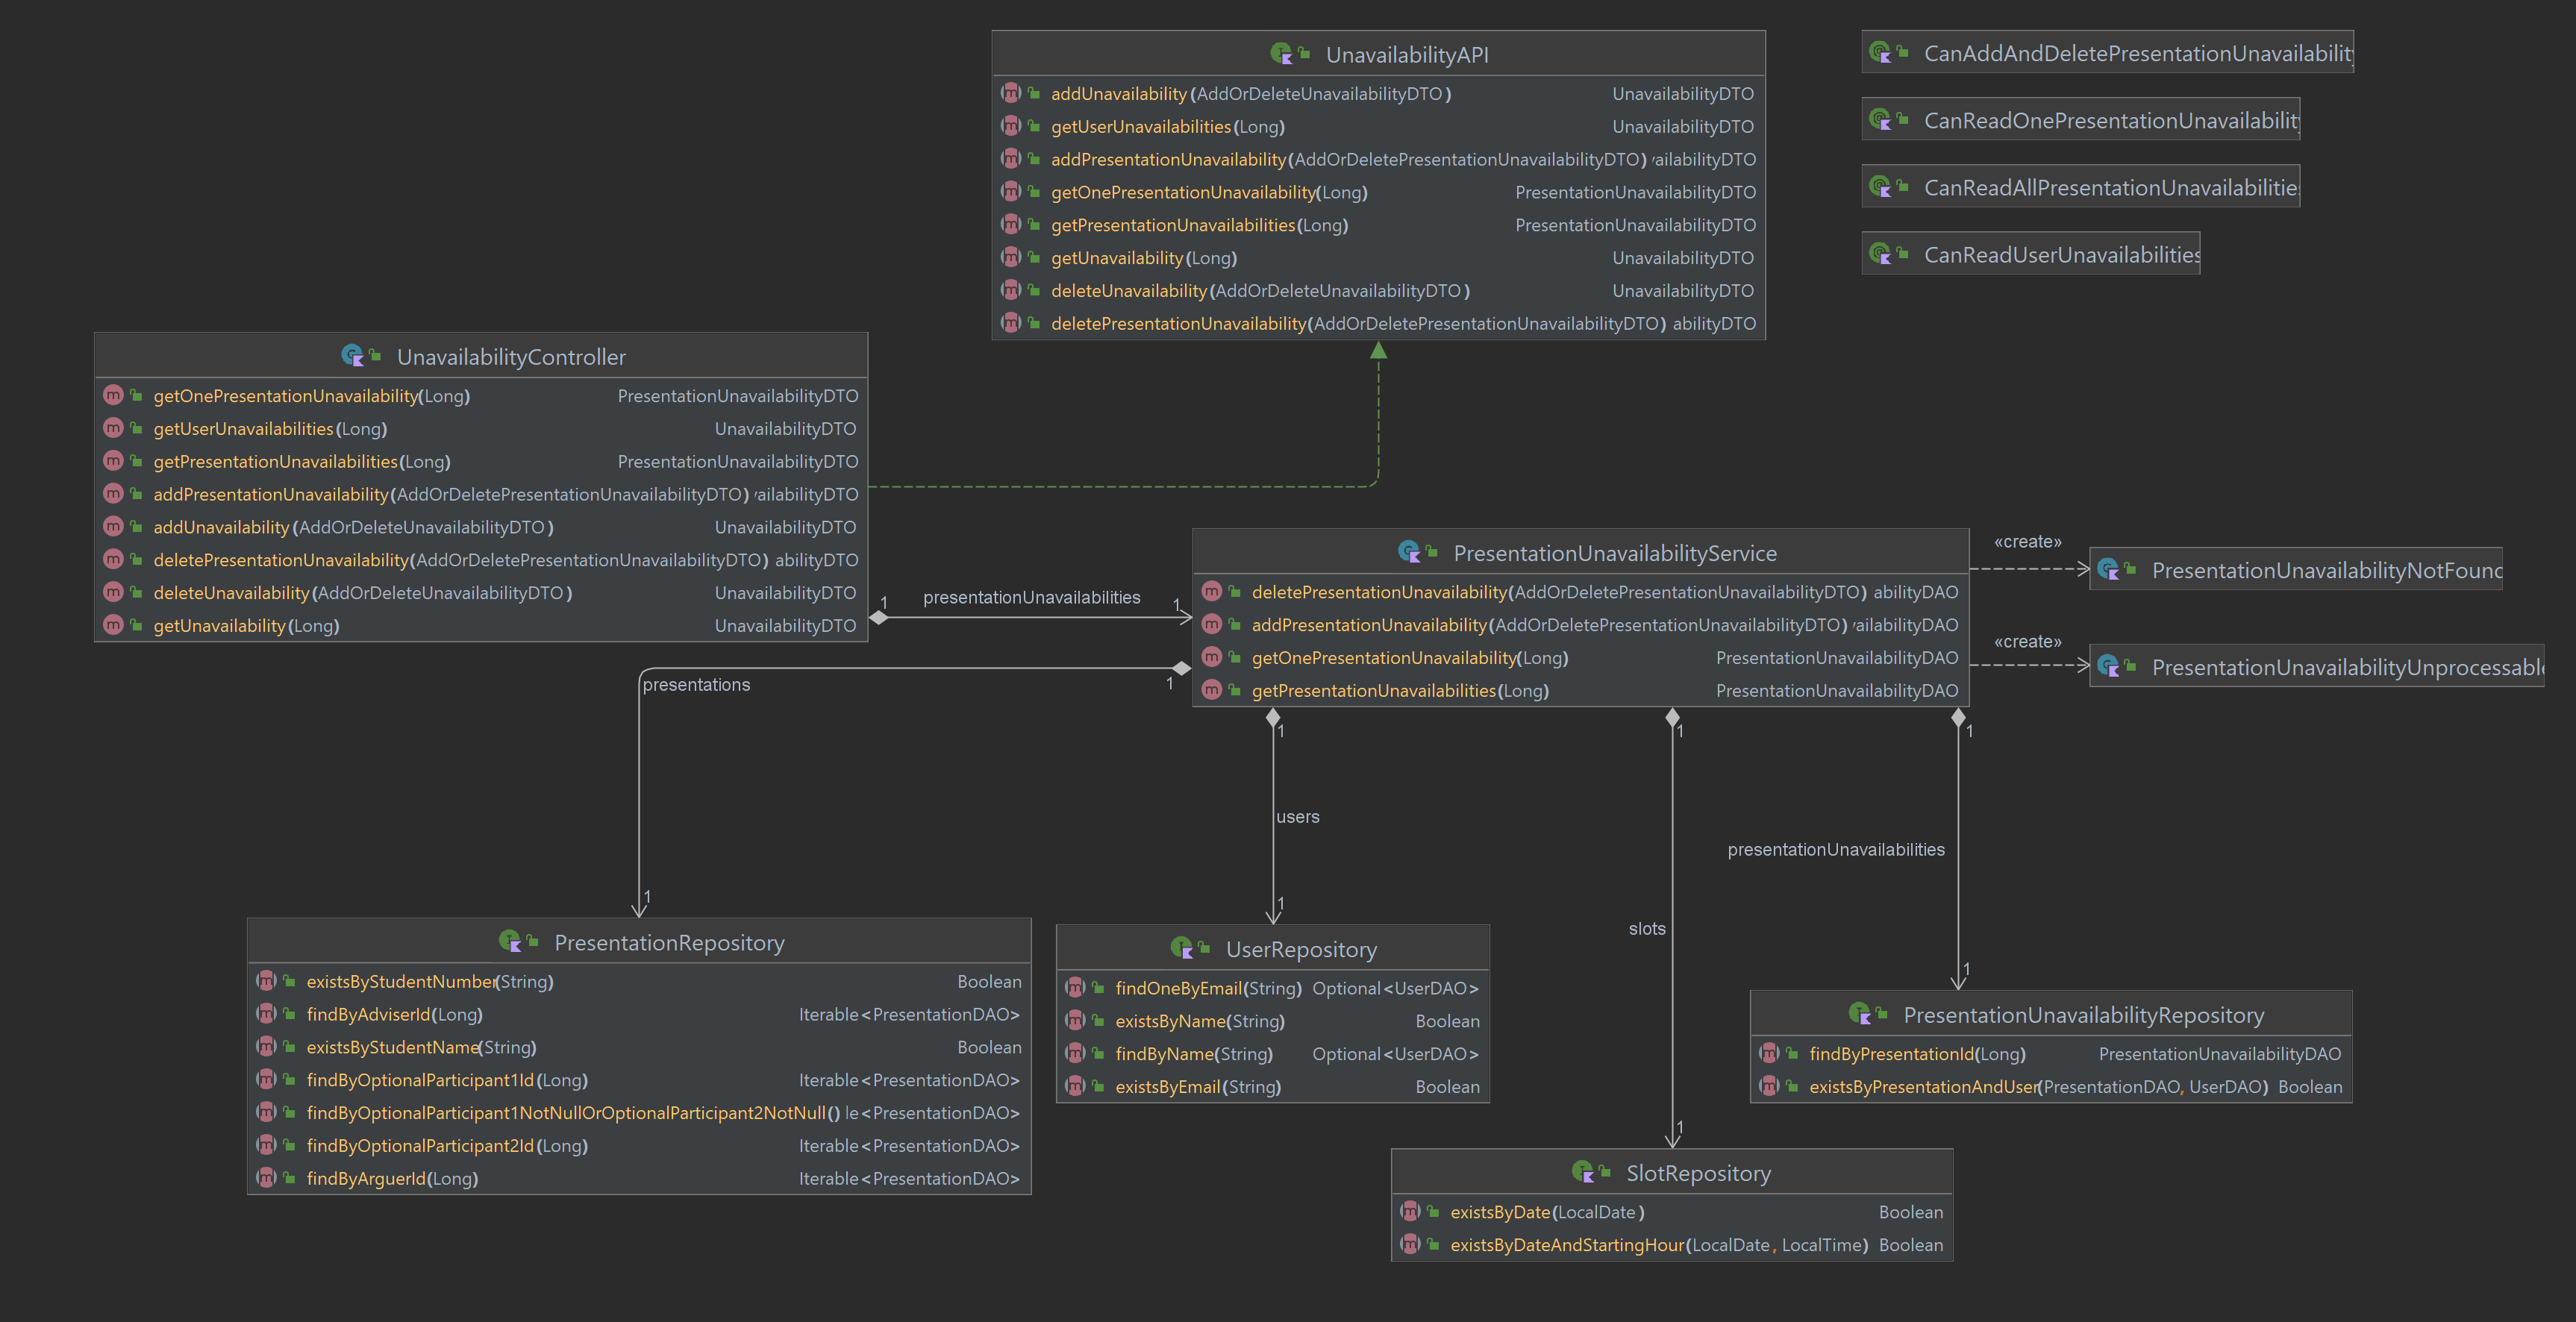 UnavailabilityAPI
addUnavailability(AddOrDeleteUnavailabilityDTO) UnavailabilityDTO
getUserUnavailabilities(Long) UnavailabilityDTO
addPresentationUnavailability(AddOrDeletePresentationUnavailabilityDTO) ailabilityDTO
getOnePresentationUnavailability(Long) PresentationUnavailabilityDTO
getPresentationUnavailabilities(Long) PresentationUnavailabilityDTO
getUnavailability(Long) UnavailabilityDTO
deleteUnavailability(AddOrDeleteUnavailabilityDTO) UnavailabilityDTO
deletePresentationUnavailability(AddOrDeletePresentationUnavailabilityDTO) abilityDTO
CanAddAndDeletePresentationUnavailability
CanReadOnePresentationUnavailability
CanReadAllPresentationUnavailabilities
CanReadUserUnavailabilities
UnavailabilityController
getOnePresentationUnavailability(Long) PresentationUnavailabilityDTO
getUserUnavailabilities(Long) UnavailabilityDTO
getPresentationUnavailabilities(Long) PresentationUnavailabilityDTO
addPresentationUnavailability(AddOrDeletePresentationUnavailabilityDTO) ailabilityDTO
addUnavailability(AddOrDeleteUnavailabilityDTO) UnavailabilityDTO
deletePresentationUnavailability(AddOrDeletePresentationUnavailabilityDTO) abilityDTO
deleteUnavailability(AddOrDeleteUnavailabilityDTO) UnavailabilityDTO
getUnavailability(Long) UnavailabilityDTO
1 presentationUnavailabilities 1
PresentationUnavailabilityService
deletePresentationUnavailability(AddOrDeletePresentationUnavailabilityDTO) abilityDAO
addPresentationUnavailability(AddOrDeletePresentationUnavailabilityDTO) ailabilityDAO
getOnePresentationUnavailability(Long) PresentationUnavailabilityDAO
getPresentationUnavailabilities(Long) PresentationUnavailabilityDAO
«create»
PresentationUnavailabilityNotFound
«create»
PresentationUnavailabilityUnprocessable
presentations
1
1
1
users
1
1
slots
1
1
presentationUnavailabilities
1
PresentationRepository
existsByStudentNumber(String) Boolean
findByAdviserId(Long) Iterable<PresentationDAO>
existsByStudentName(String) Boolean
findByOptionalParticipant1Id(Long) Iterable<PresentationDAO>
findByOptionalParticipant1NotNullOrOptionalParticipant2NotNull() le<PresentationDAO>
findByOptionalParticipant2Id(Long) Iterable<PresentationDAO>
findByArguerId(Long) Iterable<PresentationDAO>
UserRepository
findOneByEmail(String) Optional<UserDAO>
existsByName(String) Boolean
findByName(String) Optional<UserDAO>
existsByEmail(String) Boolean
PresentationUnavailabilityRepository
findByPresentationId(Long) PresentationUnavailabilityDAO
existsByPresentationAndUser(PresentationDAO, UserDAO) Boolean
SlotRepository
existsByDate(LocalDate) Boolean
existsByDateAndStartingHour(LocalDate, LocalTime) Boolean